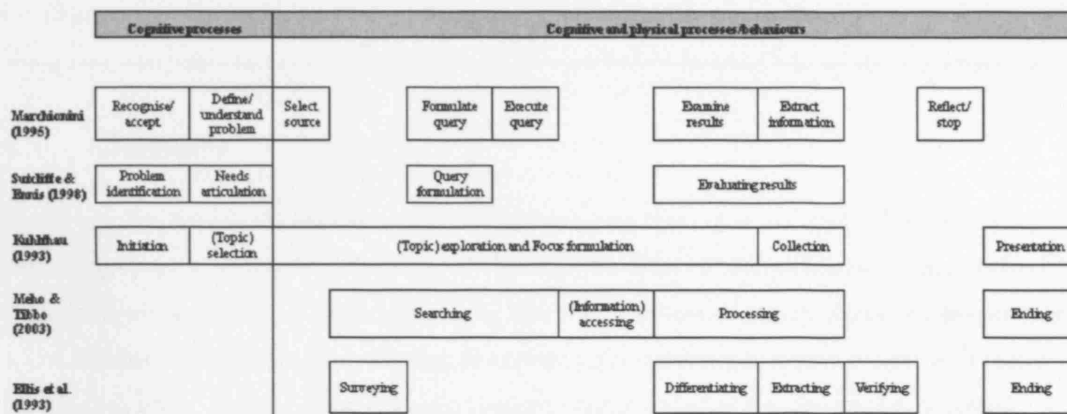 Cognitive processes
Cognitive and physical processes/behaviours
Marchionini
(1995)
Recognise/
accept
Define/
understand
problem
Select
source
Formulate
query
Execute
query
Examine
results
Extract
information
Reflect/
stop
Sutcliffe &
Ennis (1998)
Problem
identification
Needs
articulation
Query
formulation
Evaluating results
Kuhlthau
(1993)
Initiation
(Topic)
selection
(Topic) exploration and Focus formulation
Collection
Presentation
Meho &
Tibbo
(2003)
Searching
(Information)
accessing
Processing
Ending
Ellis et al.
(1993)
Surveying
Differentiating
Extracting
Verifying
Ending